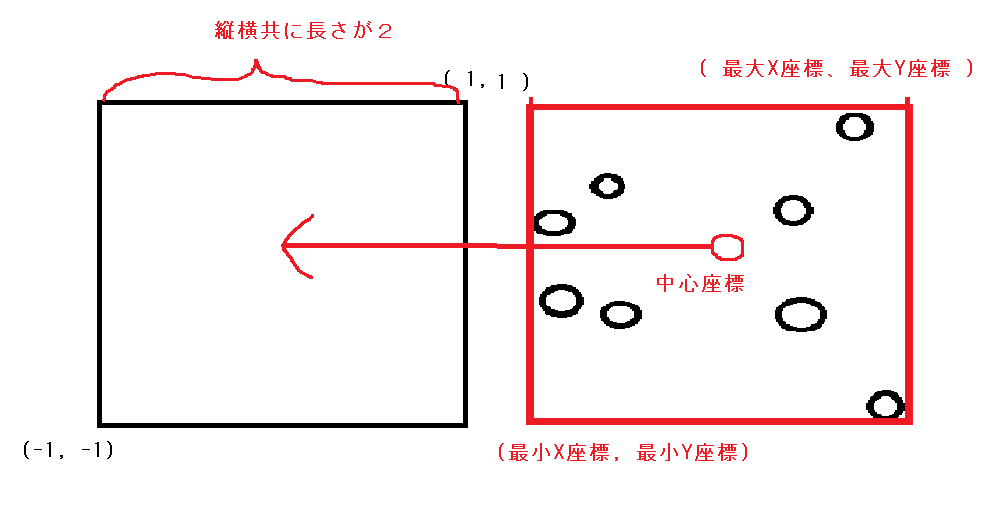 縦横共に長さが２
( 1, 1 )
( 最大X座標、最大Y座標 )
中心座標
(-1, -1)
(最小X座標, 最小Y座標)